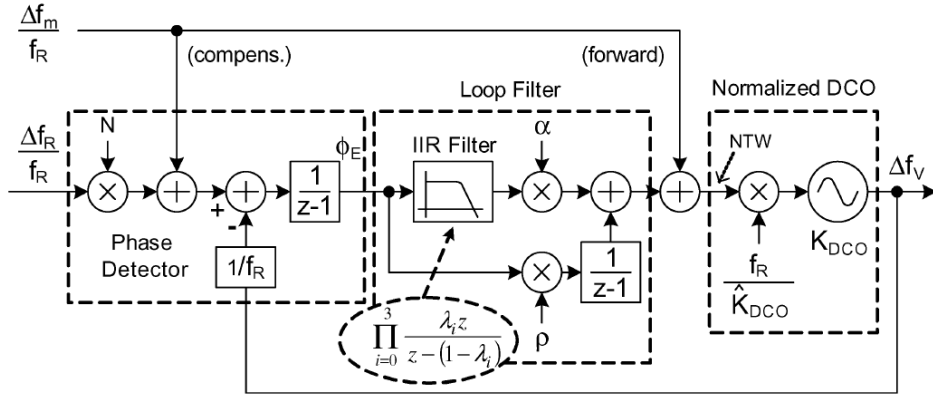 Δf_m
f_R
(compens.)
(forward)
Loop Filter
Normalized DCO
Δf_R
f_R
N
×
+
+
-
+
1
z-1
ϕ_E
IIR Filter
α
×
+
+
NTW
×
K_DCO
Δf_V
Phase
Detector
1/f_R
×
1
z-1
f_R
K̂_DCO
ρ
3
∏
i=0
λ_i z
z−(1−λ_i)